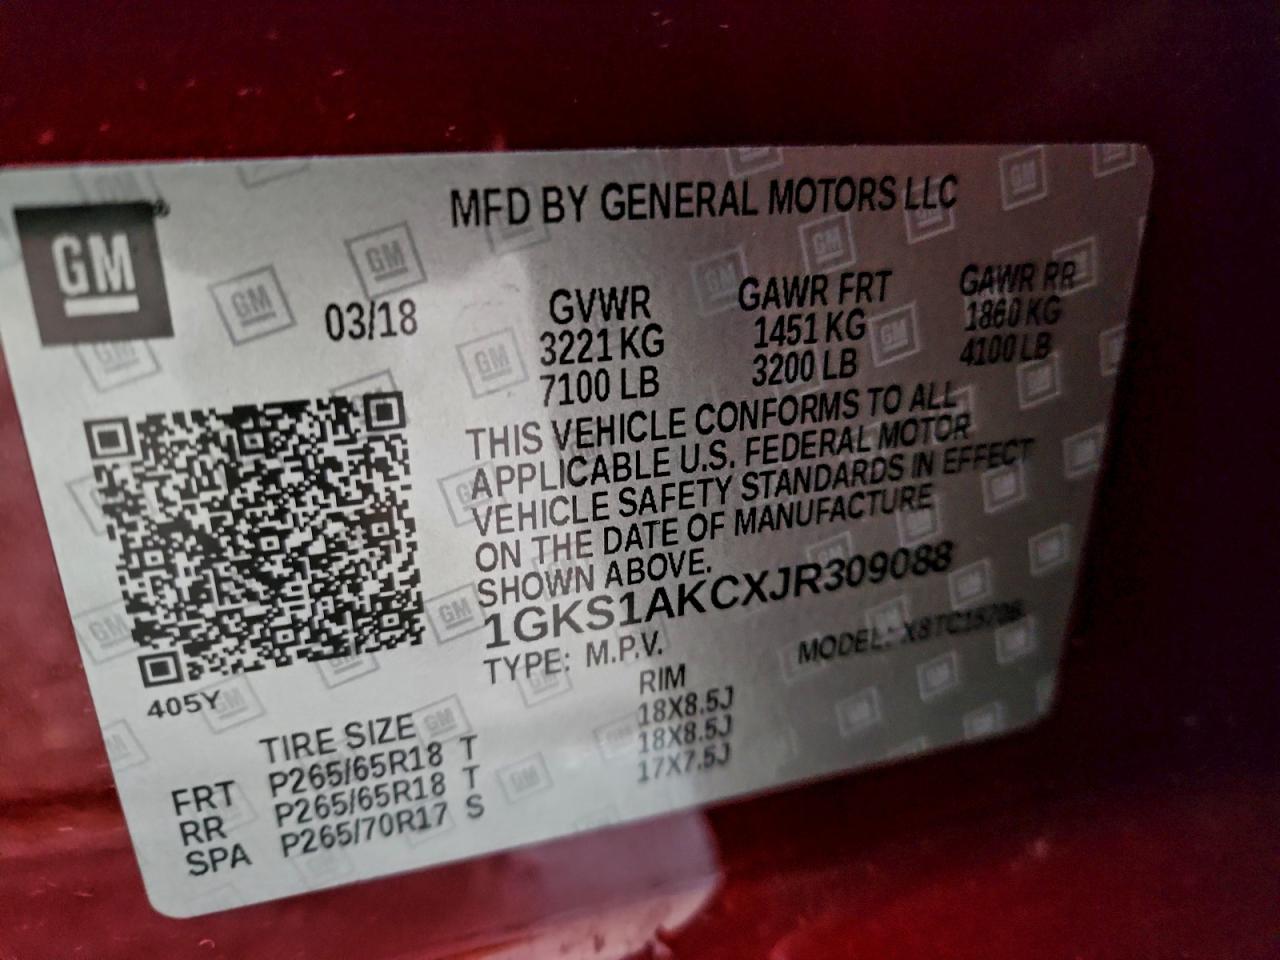 GM
MFD BY GENERAL MOTORS LLC
03/18
GVWR GAWR FRT GAWR RR
3221 KG 1451 KG 1860 KG
7100 LB 3200 LB 4100 LB
THIS VEHICLE CONFORMS TO ALL
APPLICABLE U.S. FEDERAL MOTOR
VEHICLE SAFETY STANDARDS IN EFFECT
ON THE DATE OF MANUFACTURE
SHOWN ABOVE.
1GKS1AKCXJR309088
TYPE: M.P.V. MODEL:
405Y
TIRE SIZE RIM
FRT P265/65R18 T 18X8.5J
RR P265/65R18 T 18X8.5J
SPA P265/70R17 S 17X7.5J